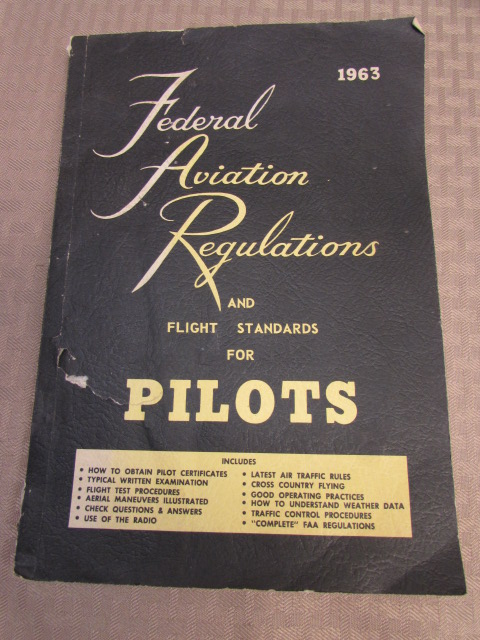 1963
Federal
Aviation
Regulations
AND
FLIGHT STANDARDS
FOR
PILOTS
INCLUDES
• HOW TO OBTAIN PILOT CERTIFICATES
• TYPICAL WRITTEN EXAMINATION
• FLIGHT TEST PROCEDURES
• AERIAL MANEUVERS ILLUSTRATED
• CHECK QUESTIONS & ANSWERS
• USE OF THE RADIO
• LATEST AIR TRAFFIC RULES
• CROSS COUNTRY FLYING
• GOOD OPERATING PRACTICES
• HOW TO UNDERSTAND WEATHER DATA
• TRAFFIC CONTROL PROCEDURES
• "COMPLETE" FAA REGULATIONS